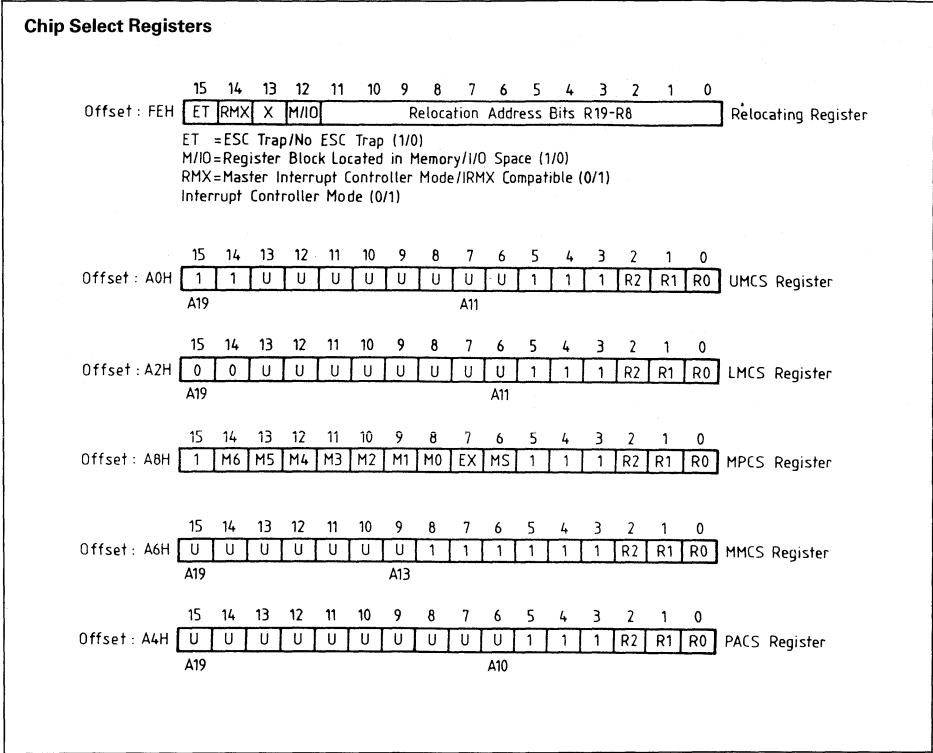 Chip Select Registers
15 14 13 12 11 10 9 8 7 6 5 4 3 2 1 0
Offset : FEH ET RMX X M/IO Relocation Address Bits R19-R8 Relocating Register
ET =ESC Trap/No ESC Trap (1/0)
M/IO=Register Block Located in Memory/I/O Space (1/0)
RMX=Master Interrupt Controller Mode/IRMX Compatible (0/1)
Interrupt Controller Mode (0/1)
15 14 13 12 11 10 9 8 7 6 5 4 3 2 1 0
Offset : A0H 1 1 U U U U U U U U 1 1 1 R2 R1 R0 UMCS Register
A19 A11
15 14 13 12 11 10 9 8 7 6 5 4 3 2 1 0
Offset : A2H 0 0 U U U U U U U U 1 1 1 R2 R1 R0 LMCS Register
A19 A11
15 14 13 12 11 10 9 8 7 6 5 4 3 2 1 0
Offset : A8H 1 M6 M5 M4 M3 M2 M1 M0 EX MS 1 1 1 R2 R1 R0 MPCS Register
15 14 13 12 11 10 9 8 7 6 5 4 3 2 1 0
Offset : A6H U U U U U U U 1 1 1 1 1 1 R2 R1 R0 MMCS Register
A19 A13
15 14 13 12 11 10 9 8 7 6 5 4 3 2 1 0
Offset : A4H U U U U U U U U U U 1 1 1 R2 R1 R0 PACS Register
A19 A10